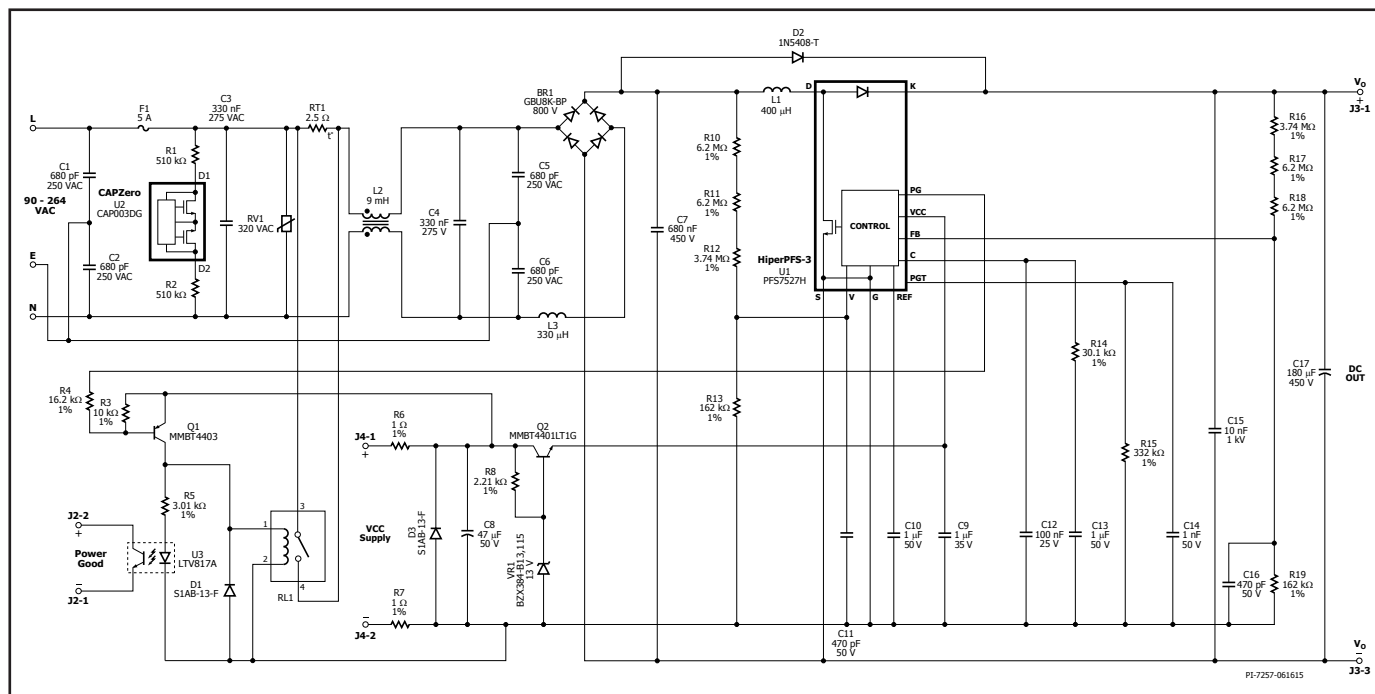 D2
1N5408-T
L
F1
5 A
C3
330 nF
275 VAC
RT1
2.5 Ω
t°
BR1
GBU8K-BP
800 V
L1
400 μH
D
K
VO
+
J3-1
R1
510 kΩ
C1
680 pF
250 VAC
D1
CAPZero
U2
CAP003DG
D2
90 - 264
VAC
RV1
320 VAC
L2
9 mH
C4
330 nF
275 V
C5
680 pF
250 VAC
C6
680 pF
250 VAC
E
C2
680 pF
250 VAC
R2
510 kΩ
N
L3
330 μH
C7
680 nF
450 V
R10
6.2 MΩ
1%
R11
6.2 MΩ
1%
R12
3.74 MΩ
1%
CONTROL
PG
VCC
FB
C
PGT
HiperPFS-3
U1
PFS7527H
S
V
G
REF
R16
3.74 MΩ
1%
R17
6.2 MΩ
1%
R18
6.2 MΩ
1%
R14
30.1 kΩ
1%
R4
16.2 kΩ
1%
R3
10 kΩ
1%
Q1
MMBT4403
R13
162 kΩ
1%
C17
180 μF
450 V
DC
OUT
R6
1 Ω
1%
J4-1
+
Q2
MMBT4401LT1G
R8
2.21 kΩ
1%
C15
10 nF
1 kV
R15
332 kΩ
1%
R5
3.01 kΩ
1%
J2-2
+
Power
Good
−
J2-1
U3
LTV817A
D1
S1AB-13-F
3
1
2
4
RL1
VCC
Supply
D3
S1AB-13-F
C8
47 μF
50 V
VR1
BZX384-B13,115
13 V
C10
1 μF
50 V
C9
1 μF
35 V
C12
100 nF
25 V
C13
1 μF
50 V
C14
1 nF
50 V
C16
470 pF
50 V
R19
162 kΩ
1%
R7
1 Ω
1%
−
J4-2
C11
470 pF
50 V
VO
−
J3-3
PI-7257-061615